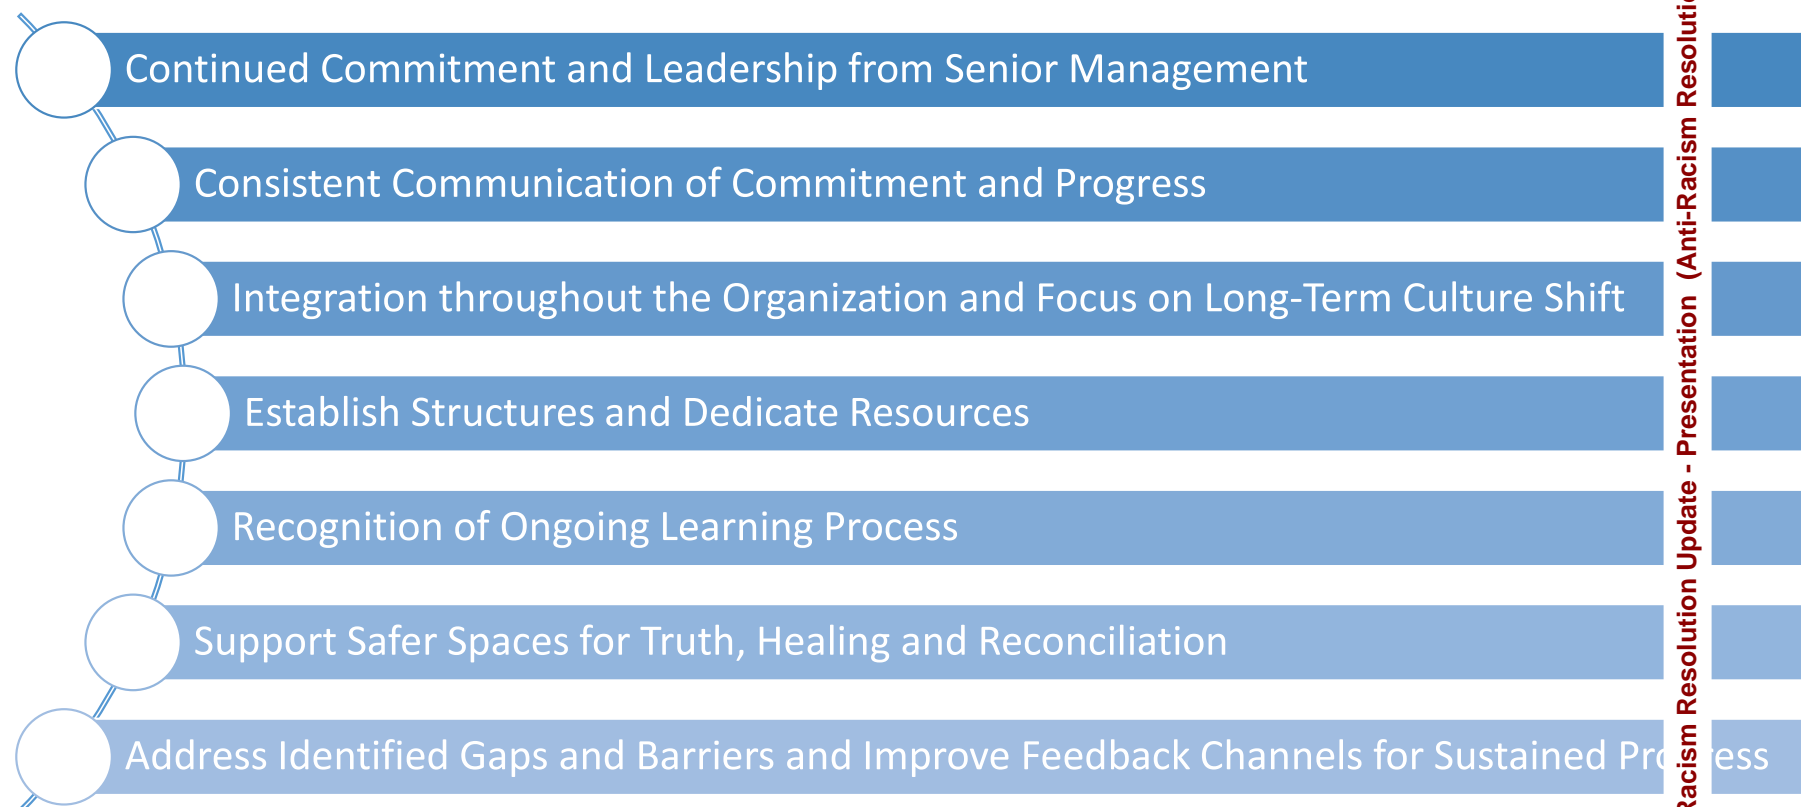 Continued Commitment and Leadership from Senior Management
Consistent Communication of Commitment and Progress
Integration throughout the Organization and Focus on Long-Term Culture Shift
Establish Structures and Dedicate Resources
Recognition of Ongoing Learning Process
Support Safer Spaces for Truth, Healing and Reconciliation
Address Identified Gaps and Barriers and Improve Feedback Channels for Sustained
Racism Resolution Update - Presentation (Anti-Racism